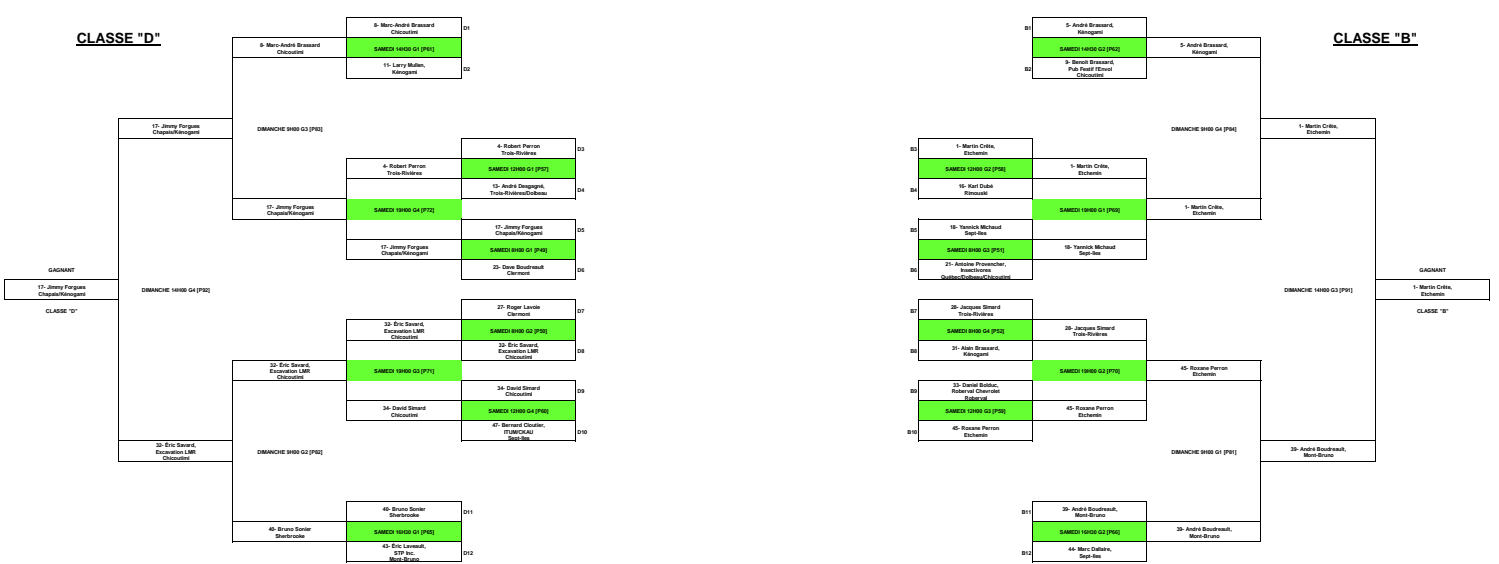 CLASSE "D"
8- Marc-André Brassard
Chicoutimi
D1
8- Marc-André Brassard
Chicoutimi
SAMEDI 14H30 G1 [P61]
11- Larry Mullen,
Kénogami
D2
17- Jimmy Forgues
Chapais/Kénogami
DIMANCHE 9H00 G3 [P83]
4- Robert Perron
Trois-Rivières
D3
4- Robert Perron
Trois-Rivières
SAMEDI 12H00 G1 [P57]
13- André Desgagné,
Trois-Rivières/Dolbeau
D4
17- Jimmy Forgues
Chapais/Kénogami
SAMEDI 19H00 G4 [P72]
17- Jimmy Forgues
Chapais/Kénogami
D5
17- Jimmy Forgues
Chapais/Kénogami
SAMEDI 8H00 G1 [P49]
23- Dave Boudreault
Clermont
D6
GAGNANT
17- Jimmy Forgues
Chapais/Kénogami
CLASSE "D"
DIMANCHE 14H00 G4 [P92]
27- Roger Lavoie
Clermont
D7
32- Éric Savard,
Excavation LMR
Chicoutimi
SAMEDI 8H00 G2 [P50]
32- Éric Savard,
Excavation LMR
Chicoutimi
D8
32- Éric Savard,
Excavation LMR
Chicoutimi
SAMEDI 19H00 G3 [P71]
34- David Simard
Chicoutimi
D9
34- David Simard
Chicoutimi
SAMEDI 12H00 G4 [P60]
47- Bernard Cloutier,
ITUM/CKAU
Sept-Iles
D10
32- Éric Savard,
Excavation LMR
Chicoutimi
DIMANCHE 9H00 G2 [P82]
40- Bruno Sonier
Sherbrooke
D11
40- Bruno Sonier
Sherbrooke
SAMEDI 16H30 G1 [P65]
43- Éric Laveault,
STP Inc.
Mont-Bruno
D12
CLASSE "B"
B1
5- André Brassard,
Kénogami
SAMEDI 14H30 G2 [P62]
5- André Brassard,
Kénogami
B2
9- Benoit Brassard,
Pub Festif l'Envol
Chicoutimi
DIMANCHE 9H00 G4 [P84]
1- Martin Crête,
Etchemin
B3
1- Martin Crête,
Etchemin
SAMEDI 12H00 G2 [P58]
1- Martin Crête,
Etchemin
B4
16- Karl Dubé
Rimouski
SAMEDI 19H00 G1 [P69]
1- Martin Crête,
Etchemin
B5
18- Yannick Michaud
Sept-Iles
SAMEDI 8H00 G3 [P51]
18- Yannick Michaud
Sept-Iles
B6
21- Antoine Provencher,
Insectivores
Québec/Dolbeau/Chicoutimi
DIMANCHE 14H00 G3 [P91]
GAGNANT
1- Martin Crête,
Etchemin
CLASSE "B"
B7
28- Jacques Simard
Trois-Rivières
SAMEDI 8H00 G4 [P52]
28- Jacques Simard
Trois-Rivières
B8
31- Alain Brassard,
Kénogami
SAMEDI 19H00 G2 [P70]
45- Roxane Perron
Etchemin
B9
33- Daniel Bolduc,
Roberval Chevrolet
Roberval
SAMEDI 12H00 G3 [P59]
45- Roxane Perron
Etchemin
B10
45- Roxane Perron
Etchemin
DIMANCHE 9H00 G1 [P81]
39- André Boudreault,
Mont-Bruno
B11
39- André Boudreault,
Mont-Bruno
SAMEDI 16H30 G2 [P66]
39- André Boudreault,
Mont-Bruno
B12
44- Marc Dallaire,
Sept-Iles